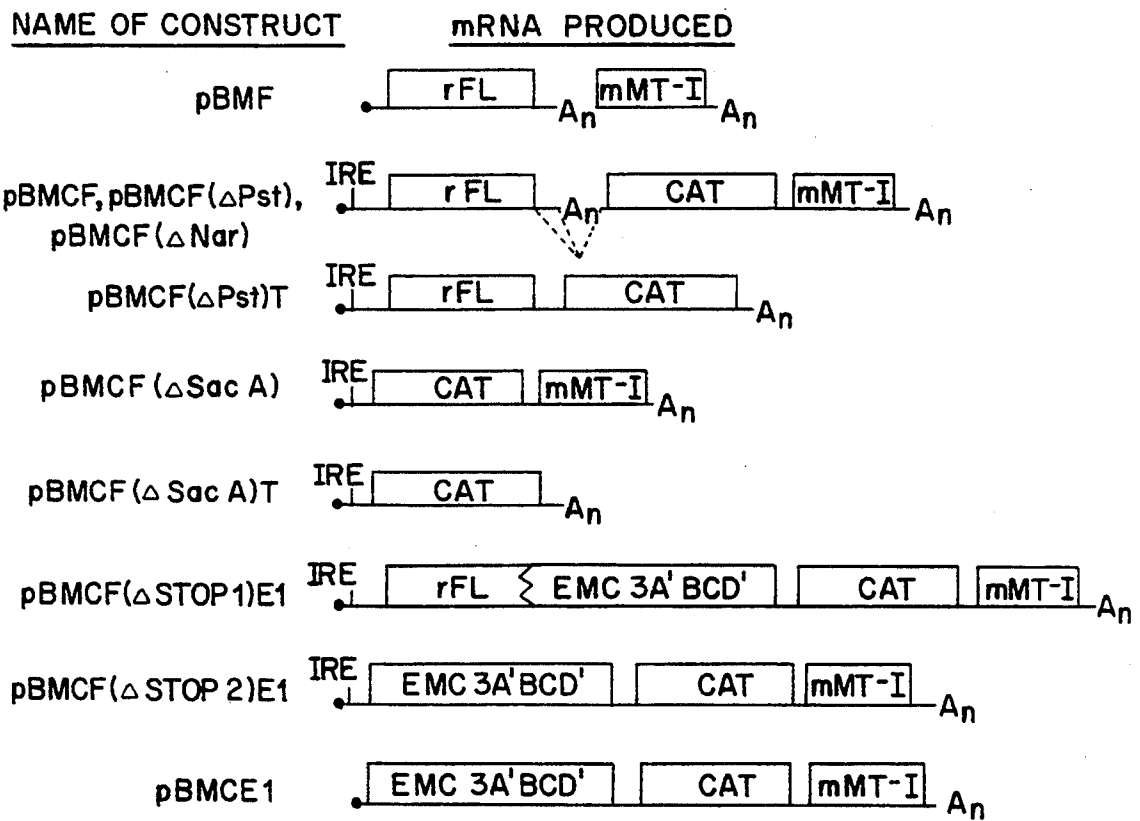 NAME OF CONSTRUCT mRNA PRODUCED
pBMF rFL An mMT-I An
pBMCF, pBMCF(△Pst), IRE rFL An CAT mMT-I An
pBMCF(△Nar)
pBMCF(△Pst)T IRE rFL CAT An
pBMCF(△Sac A) IRE CAT mMT-I An
pBMCF(△Sac A)T IRE CAT An
pBMCF(△STOP1)E1 IRE rFL EMC 3A'BCD' CAT mMT-I An
pBMCF(△STOP 2)E1 IRE EMC 3A'BCD' CAT mMT-I An
pBMCE1 EMC 3A'BCD' CAT mMT-I An